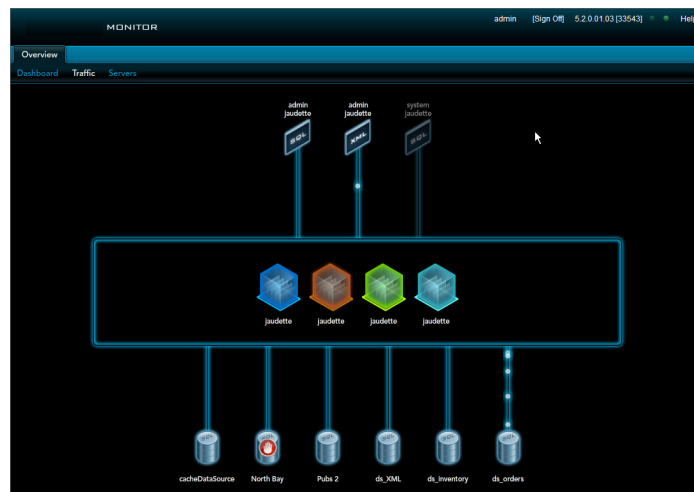 admin [Sign Off] 5.2.0.01.03 [33543] Help
MONITOR
Overview
Dashboard Traffic Servers
admin admin system
jaudette jaudette jaudette
SQL XML SQL
jaudette jaudette jaudette jaudette
cacheDataSource North Bay Pubs 2 ds_XML ds_inventory ds_orders